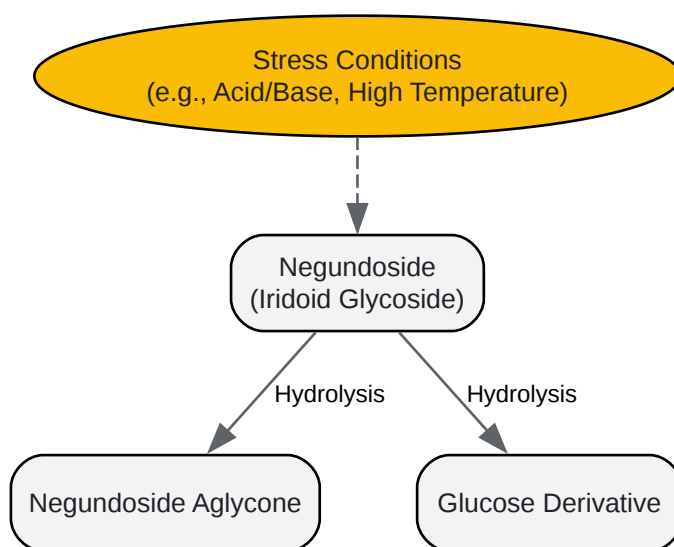 Stress Conditions
(e.g., Acid/Base, High Temperature)
Negundoside
(Iridoid Glycoside)
Hydrolysis
Hydrolysis
Negundoside Aglycone
Glucose Derivative